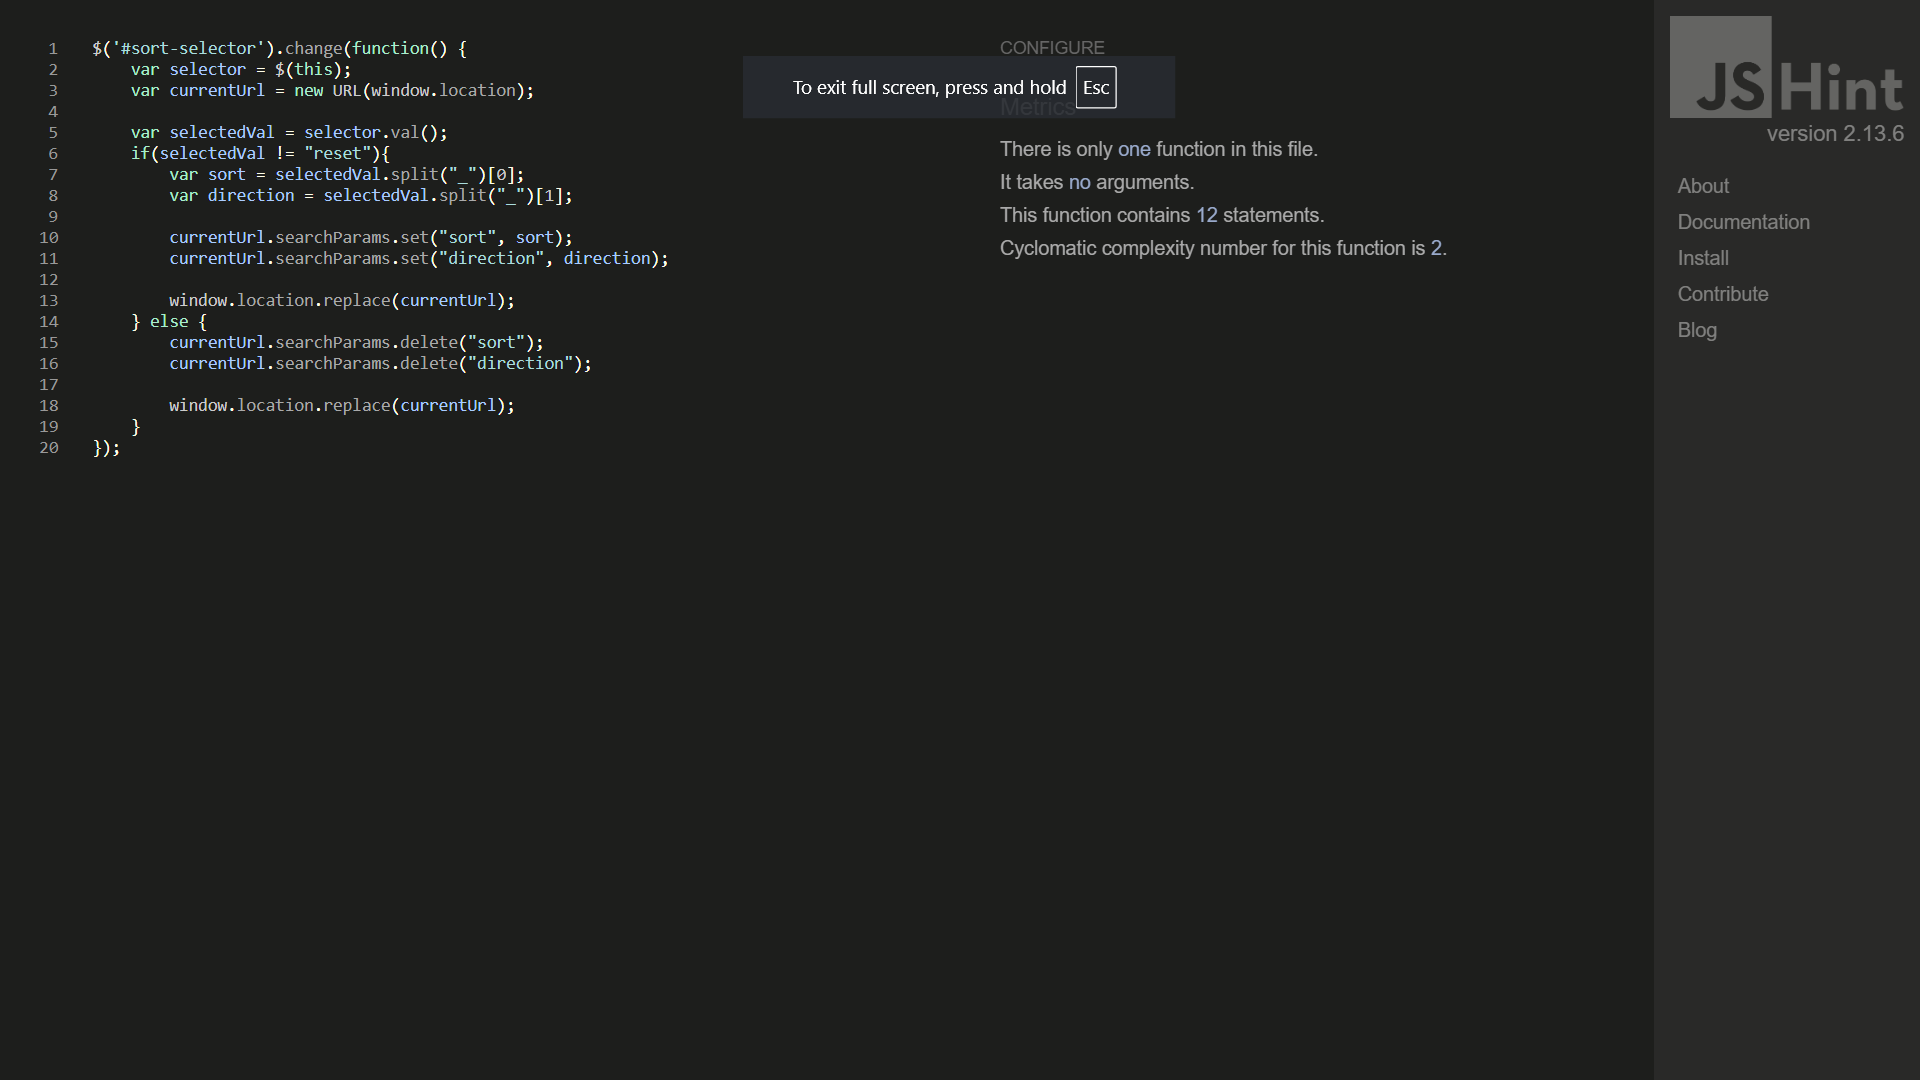 1 $('#sort-selector').change(function() {
2 var selector = $(this);
3 var currentUrl = new URL(window.location);
4
5 var selectedVal = selector.val();
6 if(selectedVal != "reset"){
7 var sort = selectedVal.split("_")[0];
8 var direction = selectedVal.split("_")[1];
9
10 currentUrl.searchParams.set("sort", sort);
11 currentUrl.searchParams.set("direction", direction);
12
13 window.location.replace(currentUrl);
14 } else {
15 currentUrl.searchParams.delete("sort");
16 currentUrl.searchParams.delete("direction");
17
18 window.location.replace(currentUrl);
19 }
20 });
CONFIGURE
To exit full screen, press and hold Esc
Metrics
There is only one function in this file.
It takes no arguments.
This function contains 12 statements.
Cyclomatic complexity number for this function is 2.
JSHint
version 2.13.6
About
Documentation
Install
Contribute
Blog